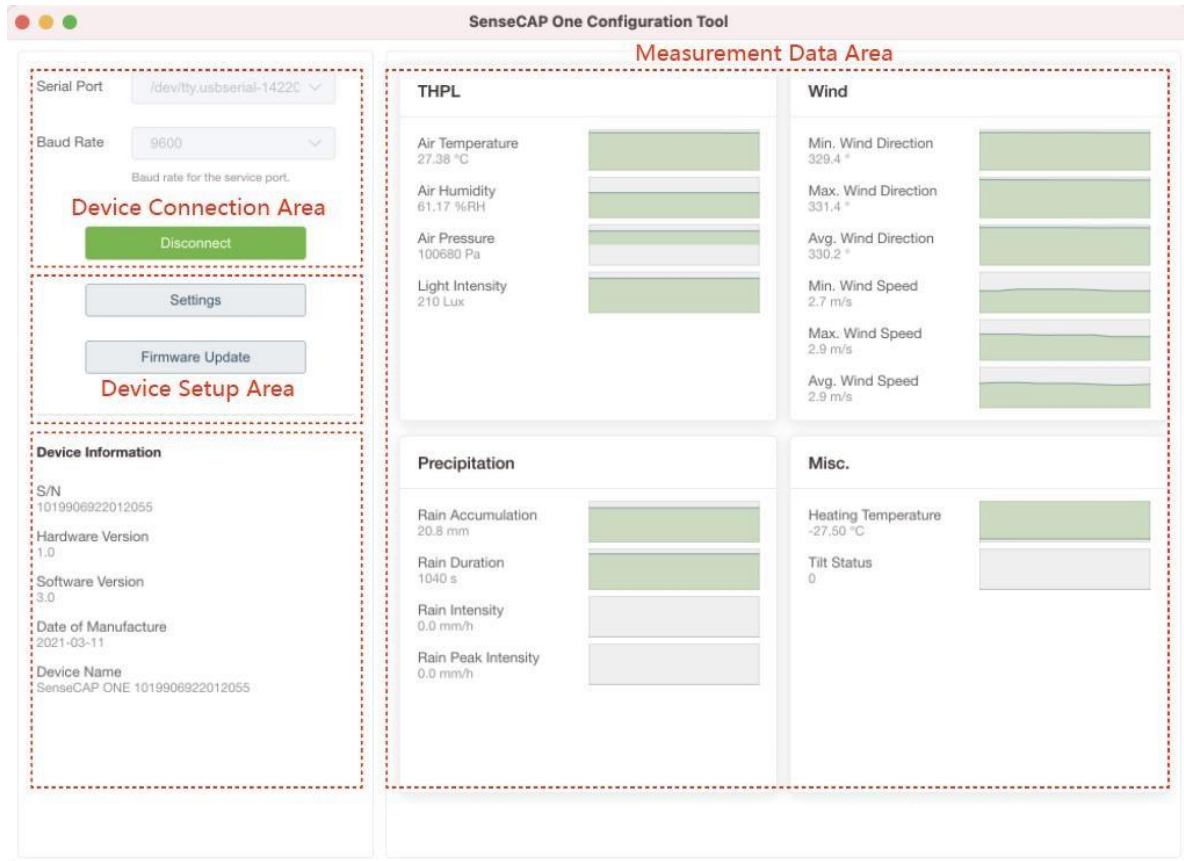 SenseCAP One Configuration Tool
Measurement Data Area
Serial Port
/dev/tty.usbserial-1422C
Baud Rate
9600
Baud rate for the service port.
Device Connection Area
Disconnect
Settings
Firmware Update
Device Setup Area
Device Information
S/N
1019906922012055
Hardware Version
1.0
Software Version
3.0
Date of Manufacture
2021-03-11
Device Name
SenseCAP ONE 1019906922012055
THPL
Air Temperature
27.38 °C
Air Humidity
61.17 %RH
Air Pressure
100680 Pa
Light Intensity
210 Lux
Wind
Min. Wind Direction
329.4 °
Max. Wind Direction
331.4 °
Avg. Wind Direction
330.2 °
Min. Wind Speed
2.7 m/s
Max. Wind Speed
2.9 m/s
Avg. Wind Speed
2.9 m/s
Precipitation
Rain Accumulation
20.8 mm
Rain Duration
1040 s
Rain Intensity
0.0 mm/h
Rain Peak Intensity
0.0 mm/h
Misc.
Heating Temperature
-27.50 °C
Tilt Status
0